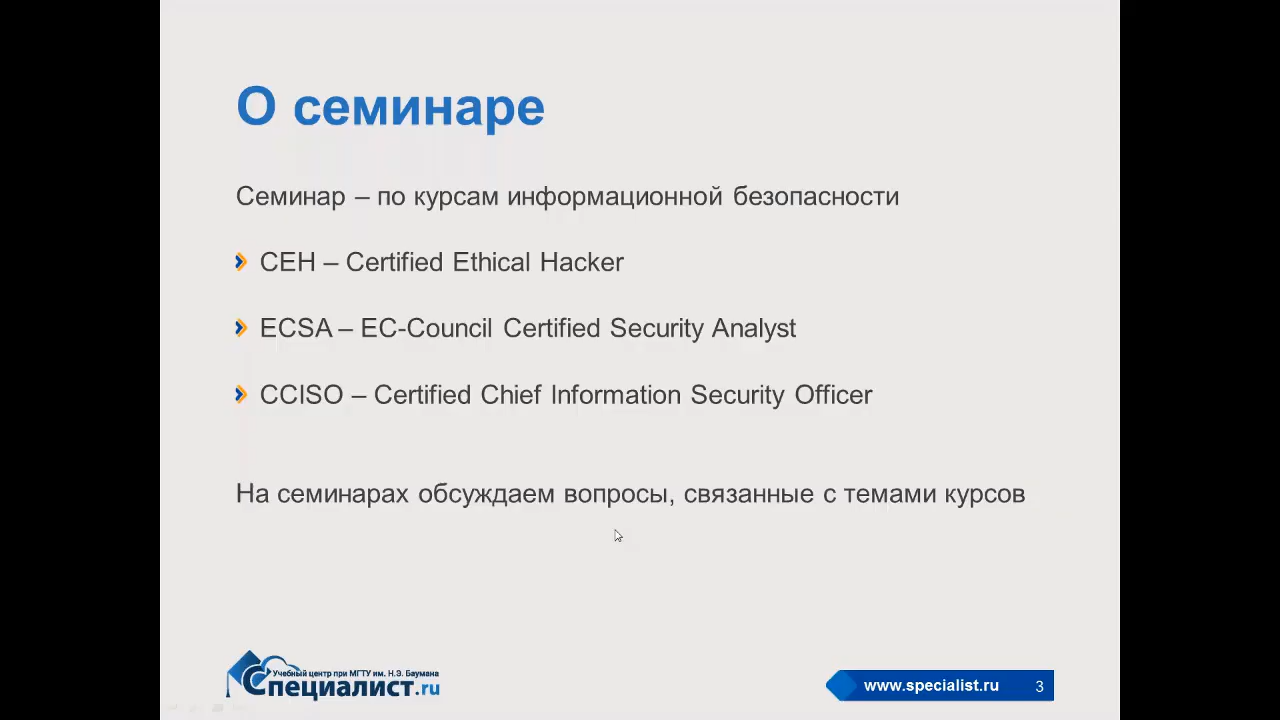 О семинаре
Семинар – по курсам информационной безопасности
CEH – Certified Ethical Hacker
ECSA – EC-Council Certified Security Analyst
CCISO – Certified Chief Information Security Officer
На семинарах обсуждаем вопросы, связанные с темами курсов
Учебный центр при МГТУ им. Н.Э. Баумана
Специалист.ru
www.specialist.ru 3